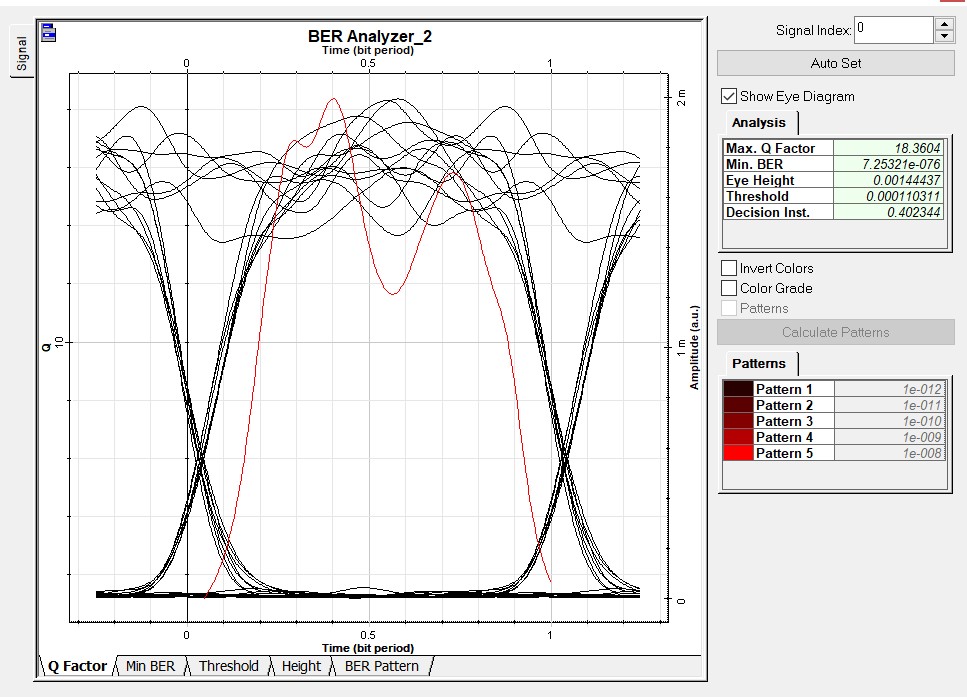 Signal
BER Analyzer_2
Time (bit period)
0 0.5 1
Q
10
2 m
1 m
0
Amplitude (a.u.)
0 0.5 1
Time (bit period)
Q Factor Min BER Threshold Height BER Pattern
Signal Index: 0
Auto Set
Show Eye Diagram
Analysis
Max. Q Factor 18.3604
Min. BER 7.25321e-076
Eye Height 0.00144437
Threshold 0.000110311
Decision Inst. 0.402344
Invert Colors
Color Grade
Patterns
Calculate Patterns
Patterns
Pattern 1 1e-012
Pattern 2 1e-011
Pattern 3 1e-010
Pattern 4 1e-009
Pattern 5 1e-008